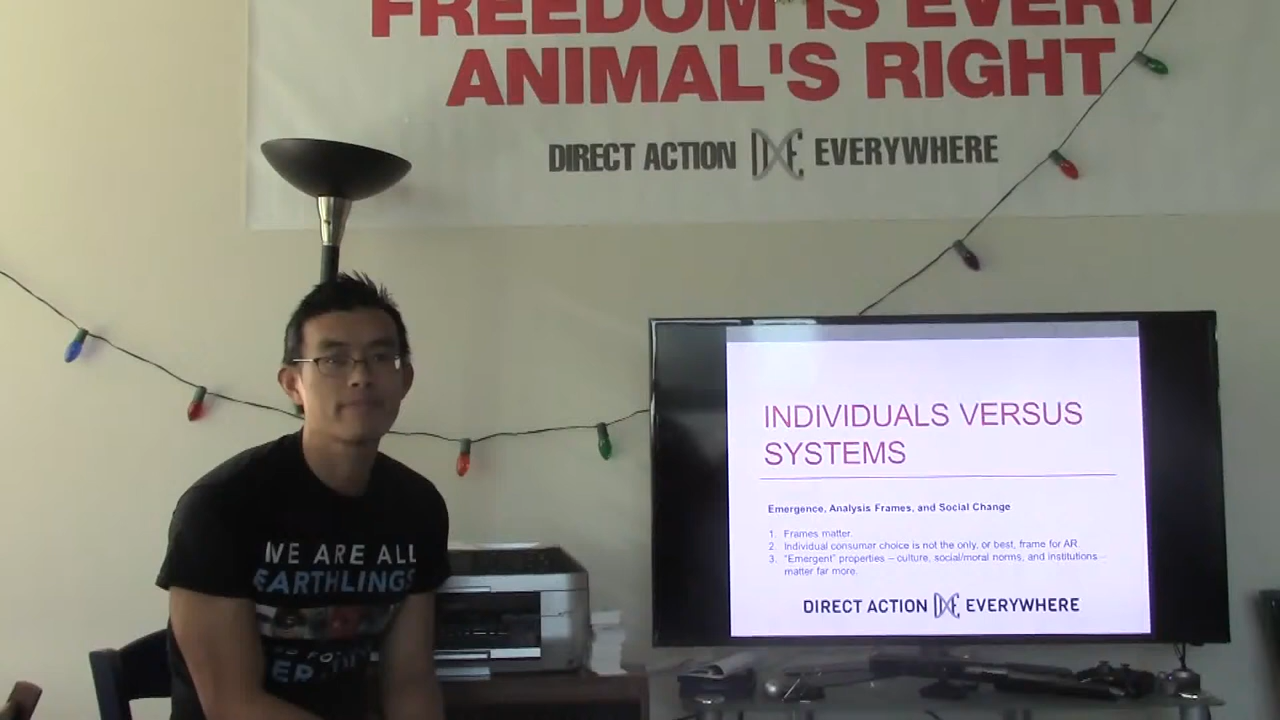 FREEDOM IS EVERY
ANIMAL'S RIGHT
DIRECT ACTION DXE EVERYWHERE
WE ARE ALL
EARTHLINGS
INDIVIDUALS VERSUS
SYSTEMS
Emergence, Analysis Frames, and Social Change
1. Frames matter.
2. Individual consumer choice is not the only, or best, frame for AR.
3. "Emergent" properties – culture, social/moral norms, and institutions –
matter far more.
DIRECT ACTION DXE EVERYWHERE